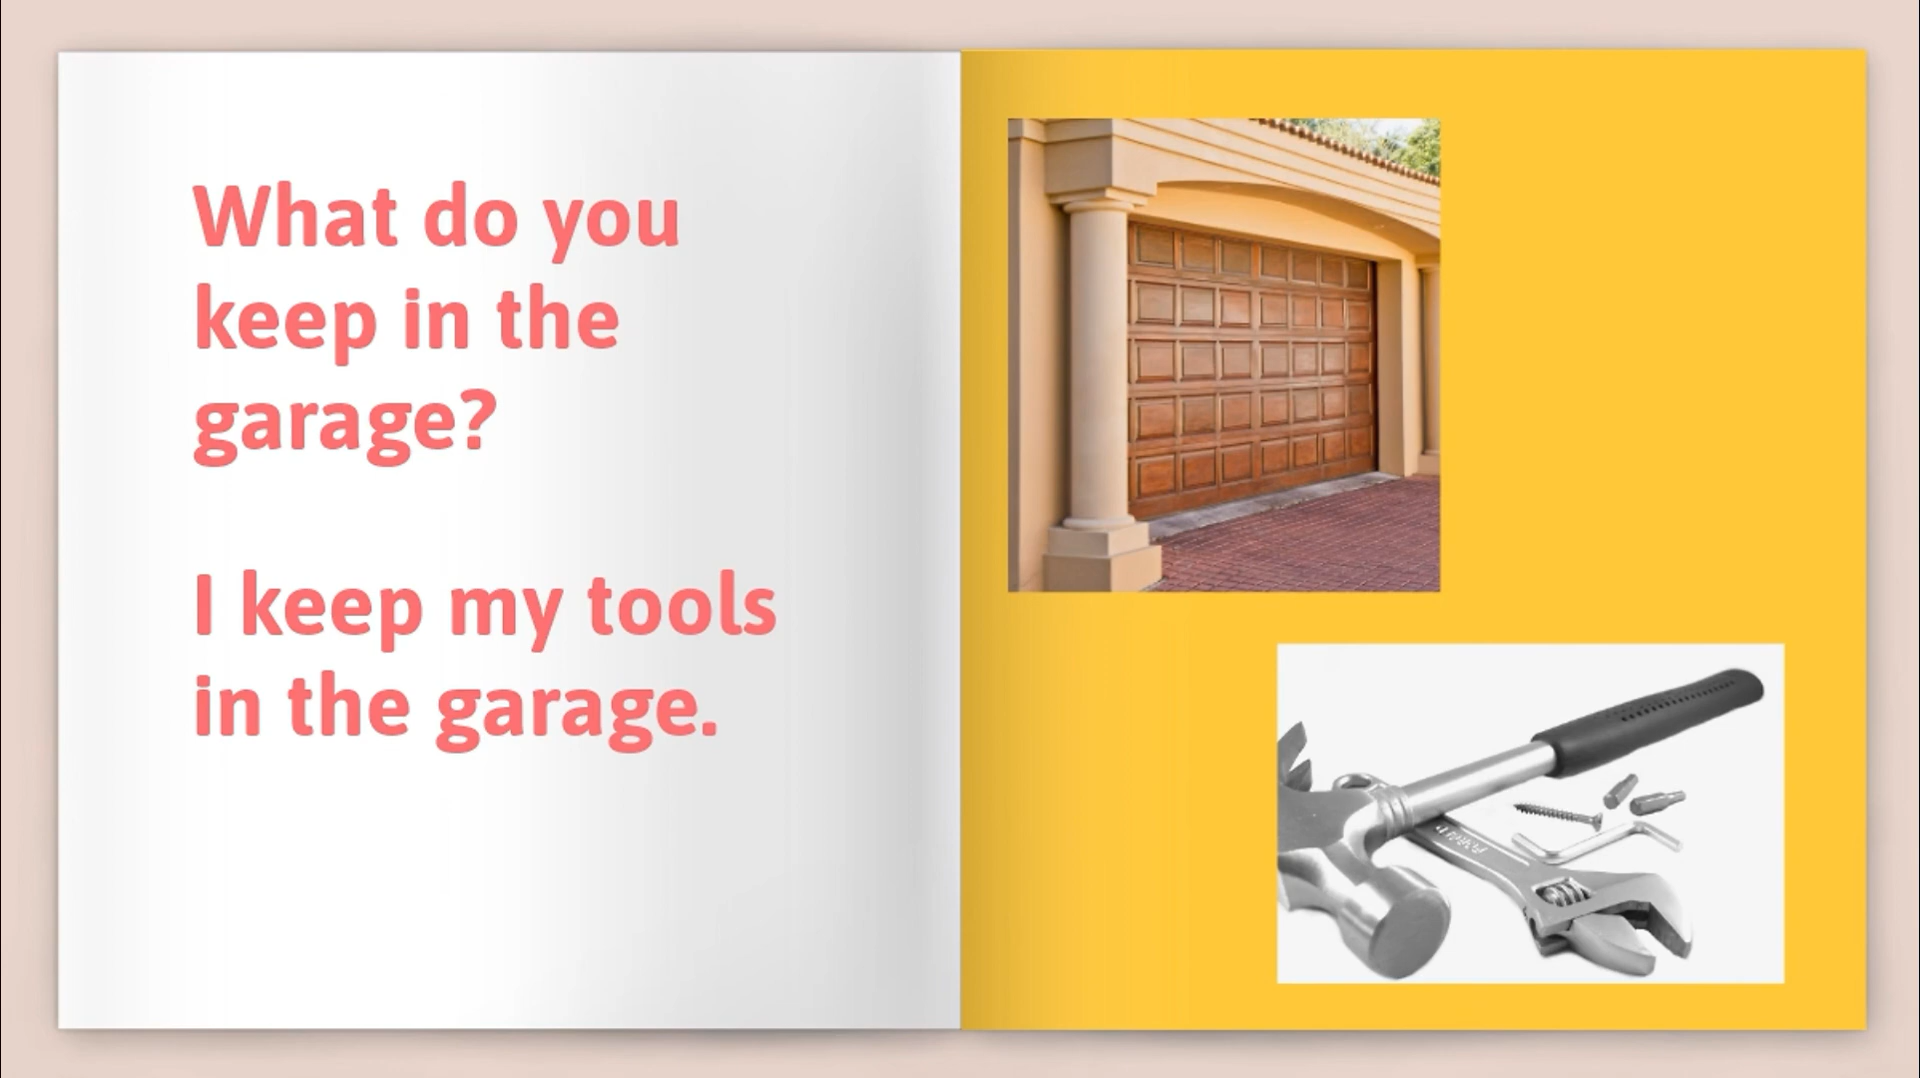 What do you
keep in the
garage?
I keep my tools
in the garage.